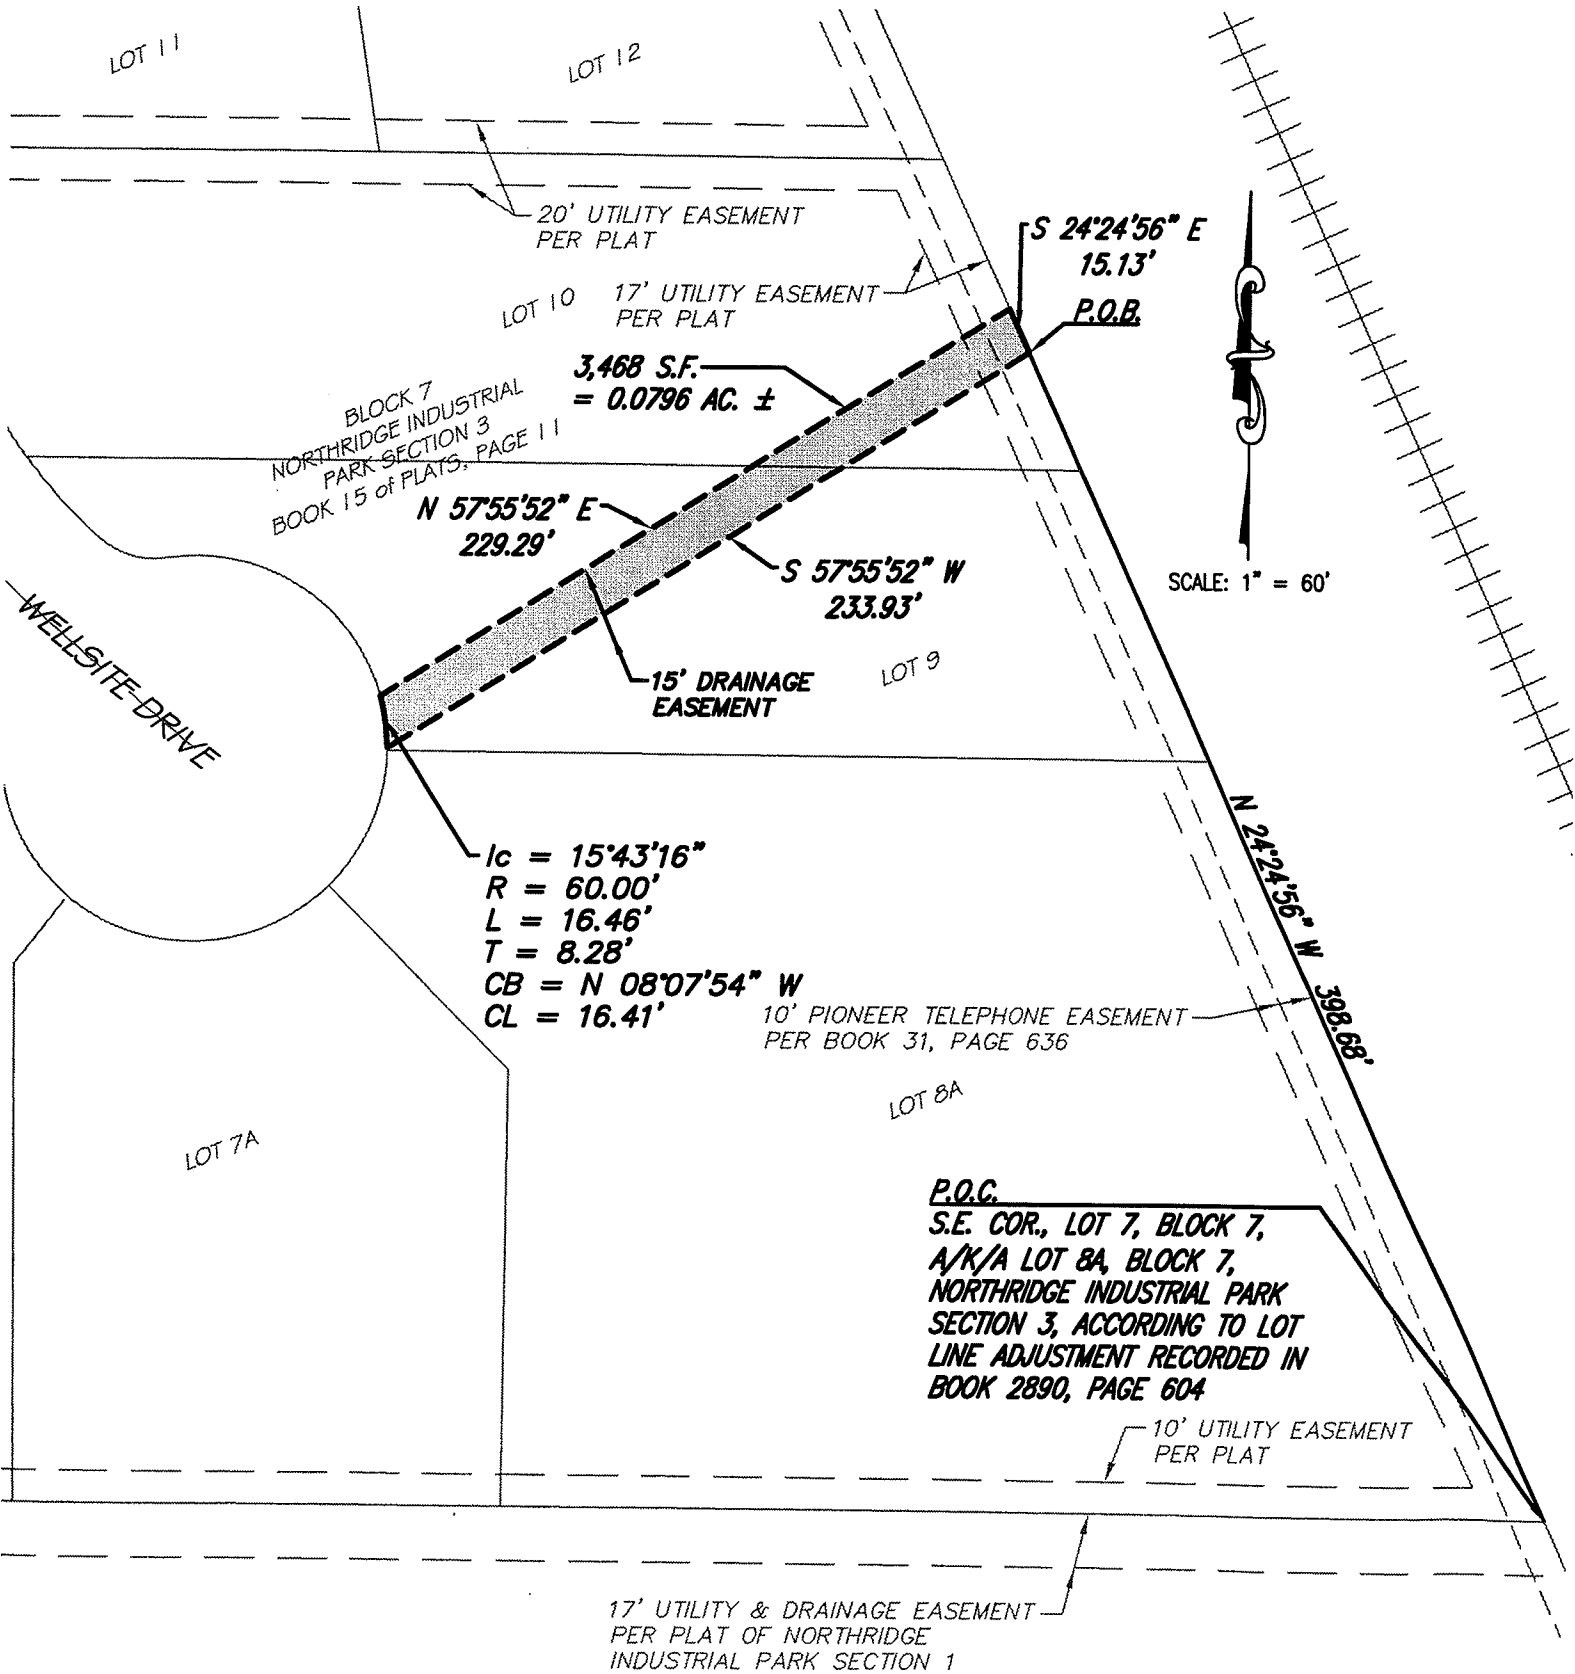 LOT 11
LOT 12
20' UTILITY EASEMENT
PER PLAT
S 24°24'56" E
15.13'
LOT 10
17' UTILITY EASEMENT
PER PLAT
P.O.B.
3,468 S.F.
= 0.0796 AC. ±
BLOCK 7
NORTHRIDGE INDUSTRIAL
PARK SECTION 3
BOOK 15 of PLATS, PAGE 11
N 57°55'52" E
229.29'
S 57°55'52" W
233.93'
SCALE: 1" = 60'
WELLSITE DRIVE
15' DRAINAGE
EASEMENT
LOT 9
N 24°24'56" W 398.68'
Ic = 15°43'16"
R = 60.00'
L = 16.46'
T = 8.28'
CB = N 08°07'54" W
CL = 16.41'
10' PIONEER TELEPHONE EASEMENT
PER BOOK 31, PAGE 636
LOT 8A
LOT 7A
P.O.C.
S.E. COR., LOT 7, BLOCK 7,
A/K/A LOT 8A, BLOCK 7,
NORTHRIDGE INDUSTRIAL PARK
SECTION 3, ACCORDING TO LOT
LINE ADJUSTMENT RECORDED IN
BOOK 2890, PAGE 604
10' UTILITY EASEMENT
PER PLAT
17' UTILITY & DRAINAGE EASEMENT
PER PLAT OF NORTHRIDGE
INDUSTRIAL PARK SECTION 1